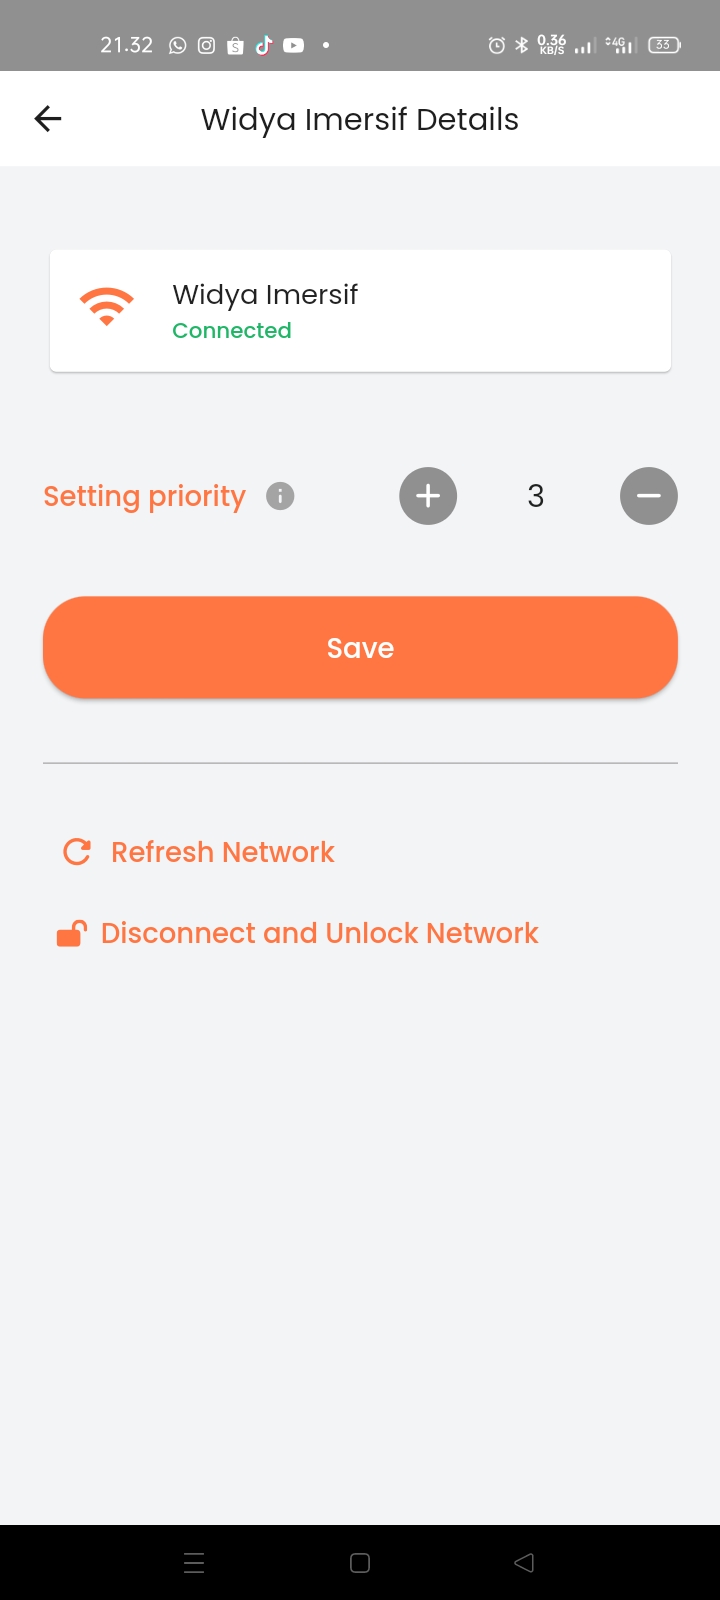 21.32
0.36
KB/S
4G
33
Widya Imersif Details
Widya Imersif
Connected
Setting priority
3
Save
Refresh Network
Disconnect and Unlock Network